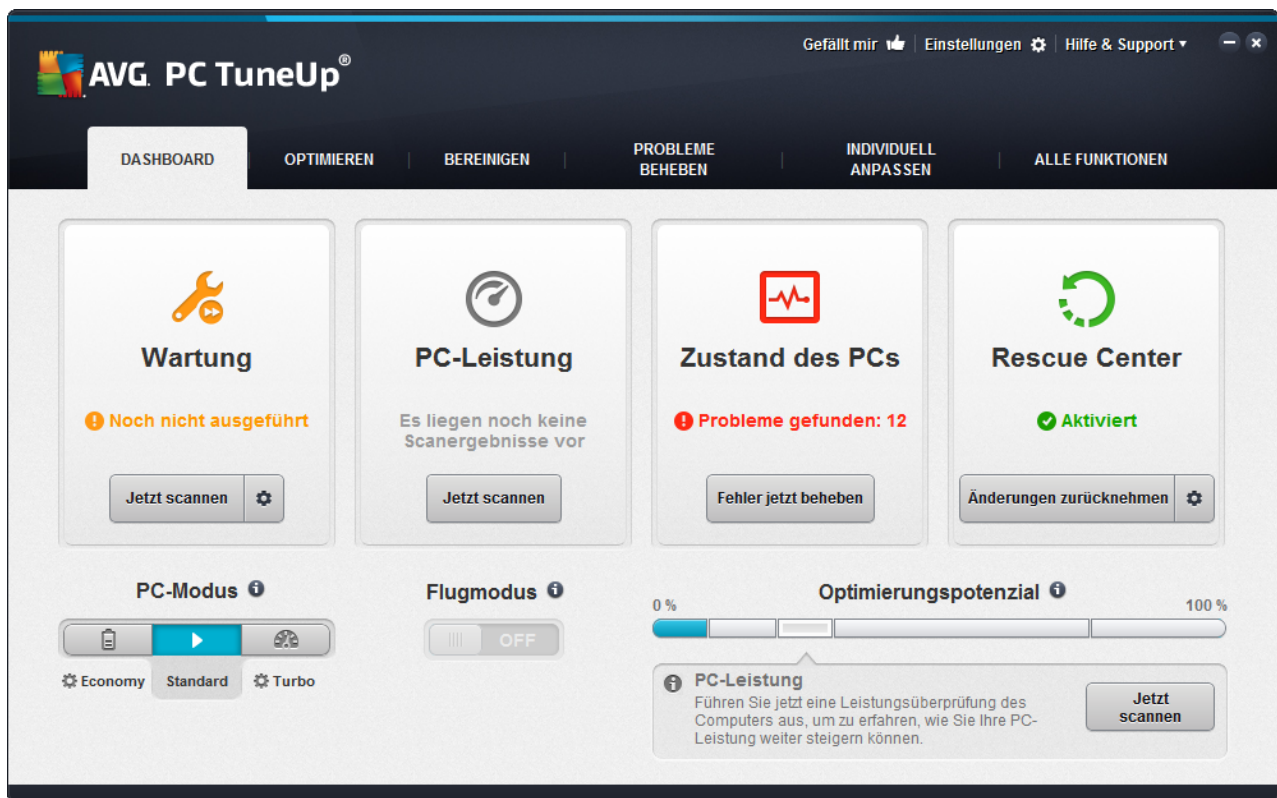 Gefällt mir
Einstellungen
Hilfe & Support
AVG. PC TuneUp®
DASHBOARD
OPTIMIEREN
BEREINIGEN
PROBLEME
BEHEBEN
INDIVIDUELL
ANPASSEN
ALLE FUNKTIONEN
Wartung
Noch nicht ausgeführt
Jetzt scannen
PC-Leistung
Es liegen noch keine
Scanergebnisse vor
Jetzt scannen
Zustand des PCs
Probleme gefunden: 12
Fehler jetzt beheben
Rescue Center
Aktiviert
Änderungen zurücknehmen
PC-Modus
Economy
Standard
Turbo
Flugmodus
OFF
Optimierungspotenzial
0 %
100 %
PC-Leistung
Führen Sie jetzt eine Leistungsüberprüfung des
Computers aus, um zu erfahren, wie Sie Ihre PC-
Leistung weiter steigern können.
Jetzt
scannen